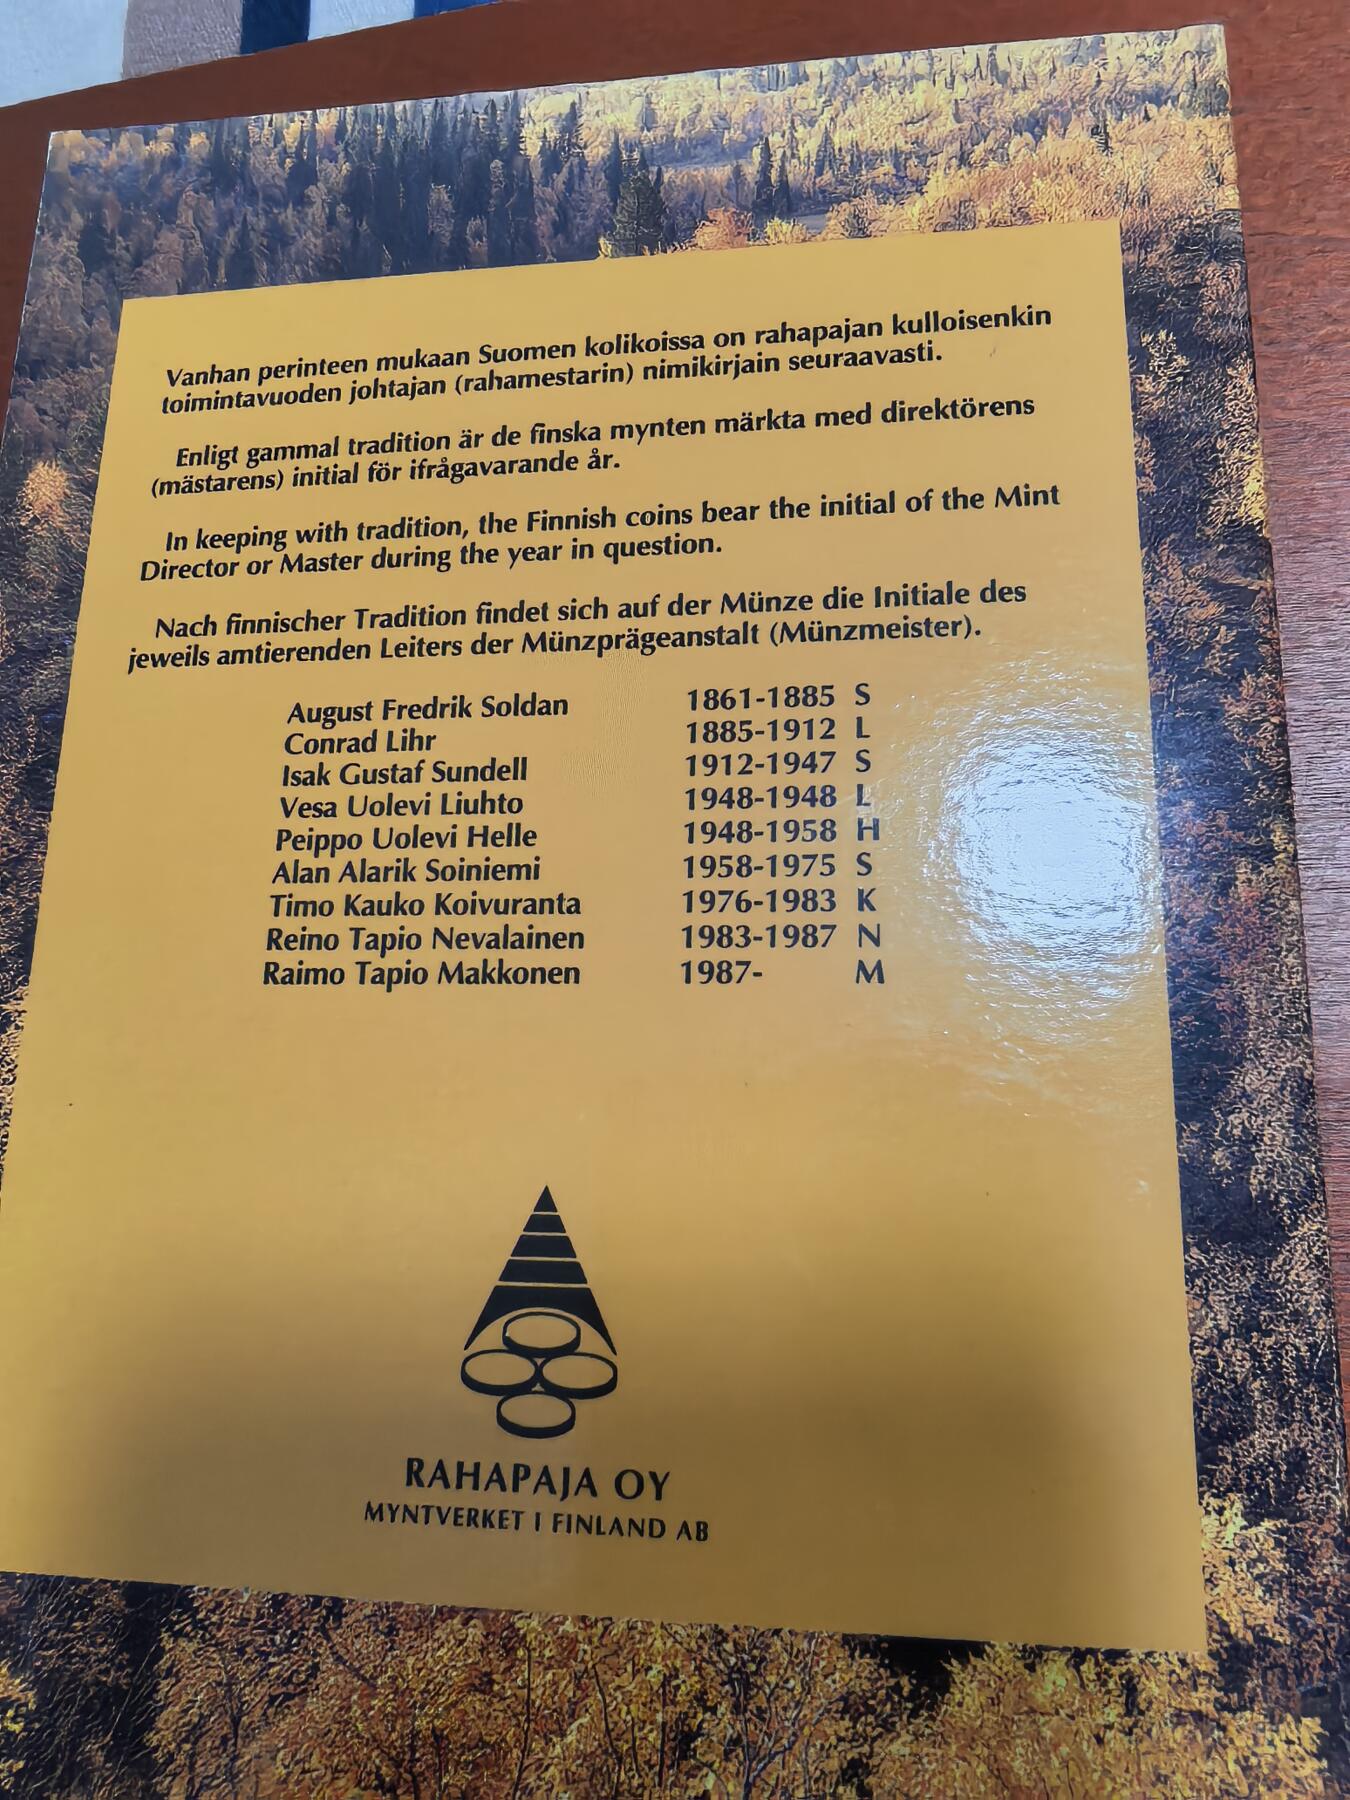 Vanhan perinteen mukaan Suomen kolikoissa on rahapajan kulloisenkin
toimintavuoden johtajan (rahamestarin) nimikirjain seuraavasti.
Enligt gammal tradition är de finska mynten märkta med direktörens
(mästarens) initial för ifrågavarande år.
In keeping with tradition, the Finnish coins bear the initial of the Mint
Director or Master during the year in question.
Nach finnischer Tradition findet sich auf der Münze die Initiale des
jeweils amtierenden Leiters der Münzprägeanstalt (Münzmeister).
August Fredrik Soldan 1861-1885 S
Conrad Lihr 1885-1912 L
Isak Gustaf Sundell 1912-1947 S
Vesa Uolevi Liuhto 1948-1948 L
Peippo Uolevi Helle 1948-1958 H
Alan Alarik Soiniemi 1958-1975 S
Timo Kauko Koivuranta 1976-1983 K
Reino Tapio Nevalainen 1983-1987 N
Raimo Tapio Makkonen 1987- M
RAHAPAJA OY
MYNTVERKET I FINLAND AB